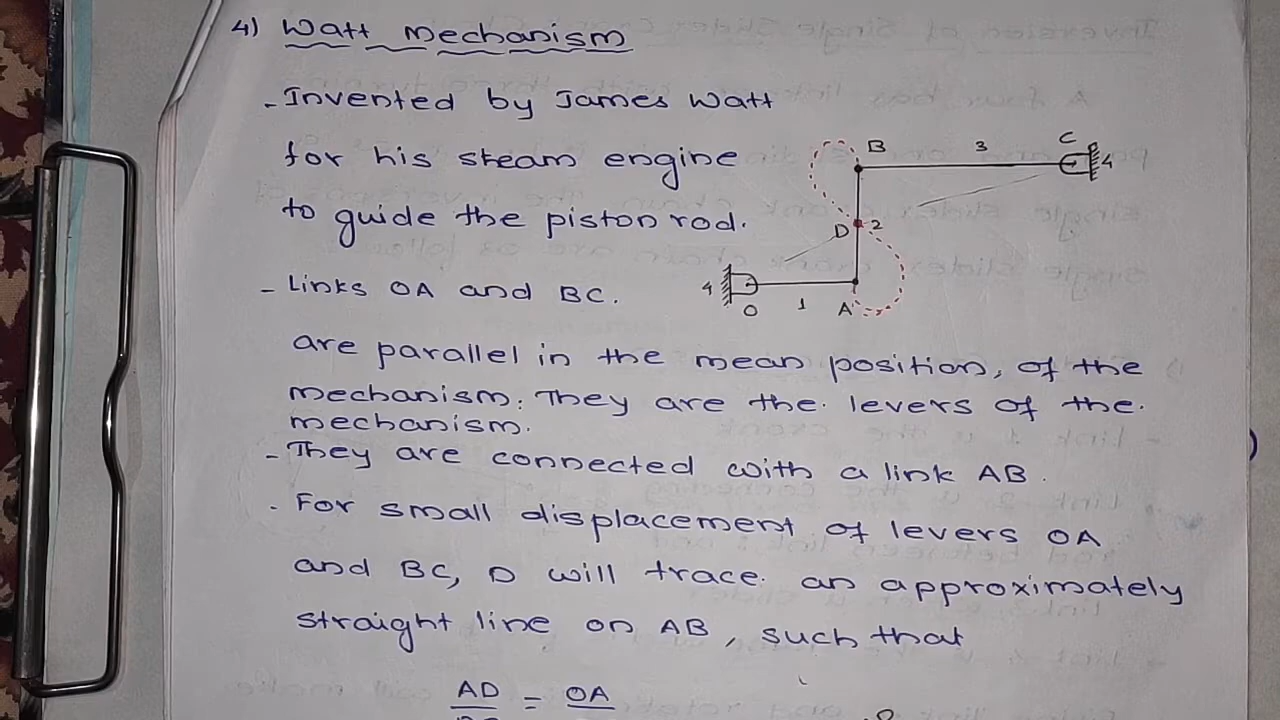 4) Watt mechanism
- Invented by James Watt
for his steam engine
to guide the piston rod.
B 3 C 4
D 2
4 O 1 A
- Links OA and BC.
are parallel in the mean position, of the
mechanism. They are the. levers of the.
mechanism.
- They are connected with a link AB.
- For small displacement of levers OA
and BC, D will trace. an approximately
straight line on AB, such that
AD = OA